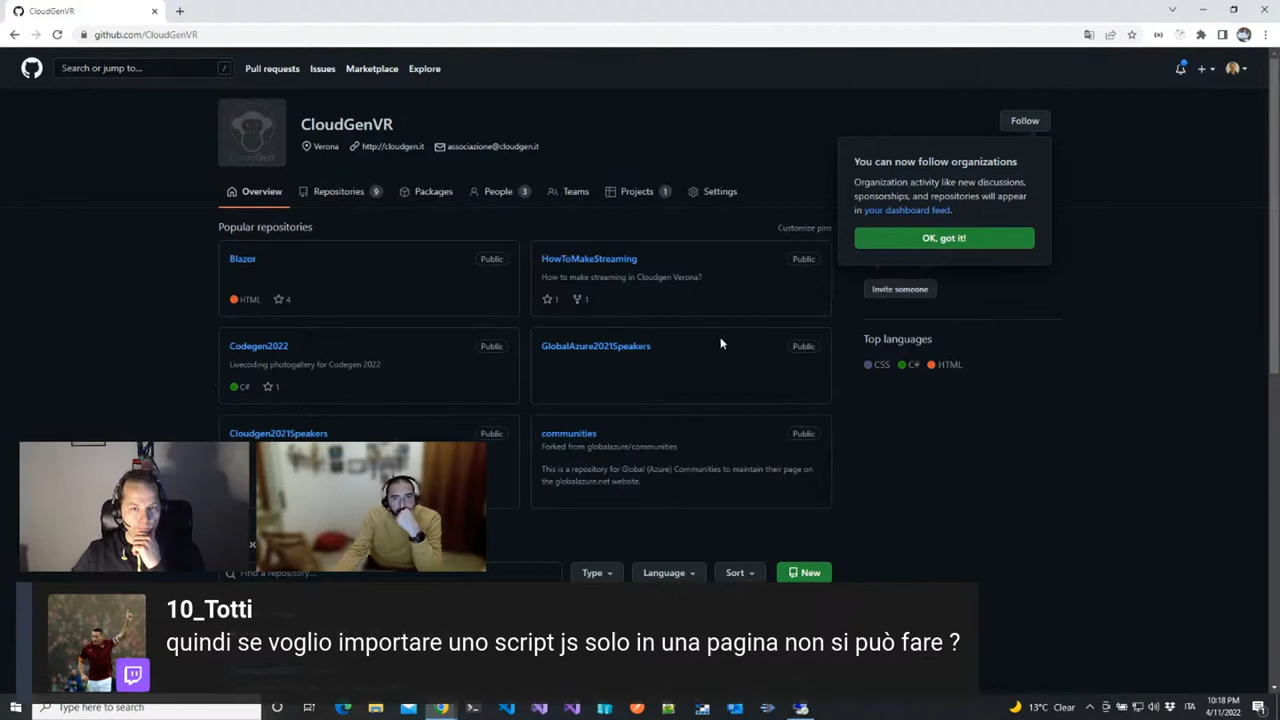 CloudGenVR
github.com/CloudGenVR
Search or jump to... /
Pull requests Issues Marketplace Explore
CloudGenVR
Verona http://cloudgen.it associazione@cloudgen.it
Follow
You can now follow organizations
Organization activity like new discussions,
sponsorships, and repositories will appear
in your dashboard feed.
OK, got it!
Overview Repositories 9 Packages People 3 Teams Projects 1 Settings
Popular repositories
Customize pins
Blazor Public
HTML 4
HowToMakeStreaming Public
How to make streaming in Cloudgen Verona?
1 1
Codegen2022 Public
Livecoding photogallery for Codegen 2022
C# 1
GlobalAzure2021Speakers Public
Cloudgen2021Speakers Public
communities Public
Forked from globalazure/communities
This is a repository for Global (Azure) Communities to maintain their page on
the globalazure.net website.
Invite someone
Top languages
CSS C# HTML
Find a repository...
Type Language Sort New
10_Totti
quindi se voglio importare uno script js solo in una pagina non si può fare ?
Type here to search
13°C Clear
ITA
10:18 PM
4/11/2022